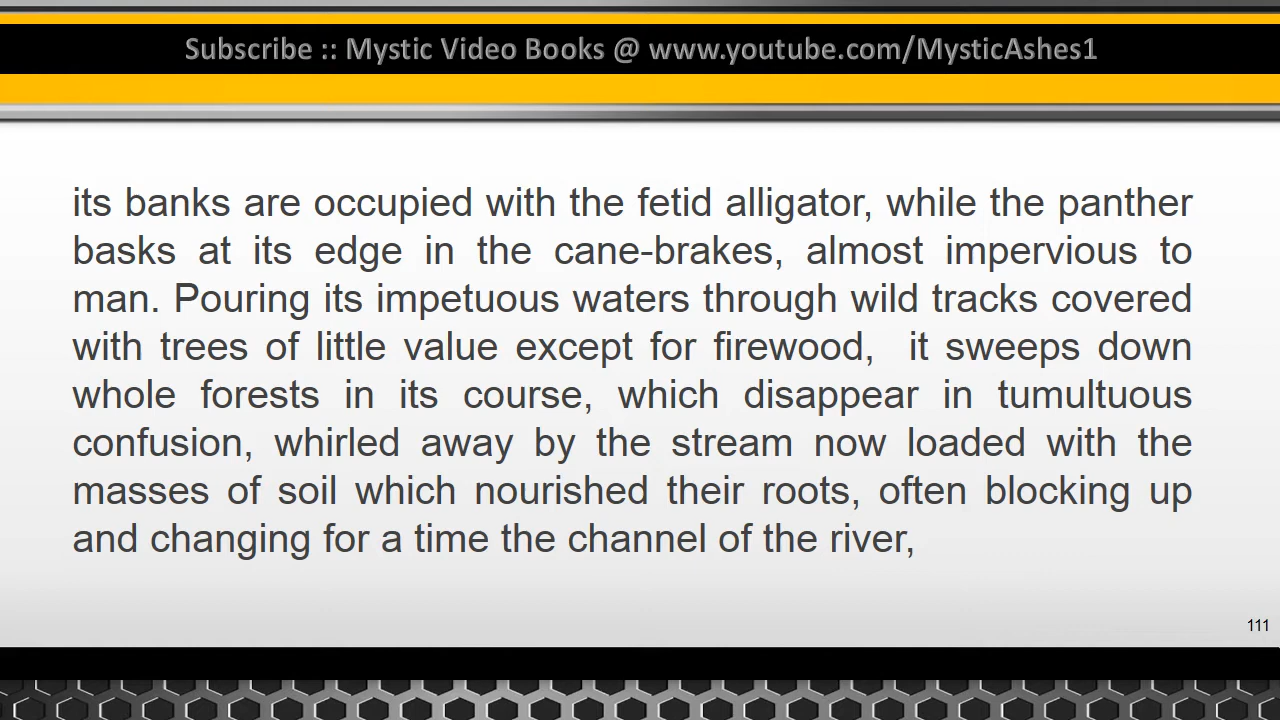 Subscribe :: Mystic Video Books @ www.youtube.com/MysticAshes1
its banks are occupied with the fetid alligator, while the panther
basks at its edge in the cane-brakes, almost impervious to
man. Pouring its impetuous waters through wild tracks covered
with trees of little value except for firewood,  it sweeps down
whole forests in its course, which disappear in tumultuous
confusion, whirled away by the stream now loaded with the
masses of soil which nourished their roots, often blocking up
and changing for a time the channel of the river,
111